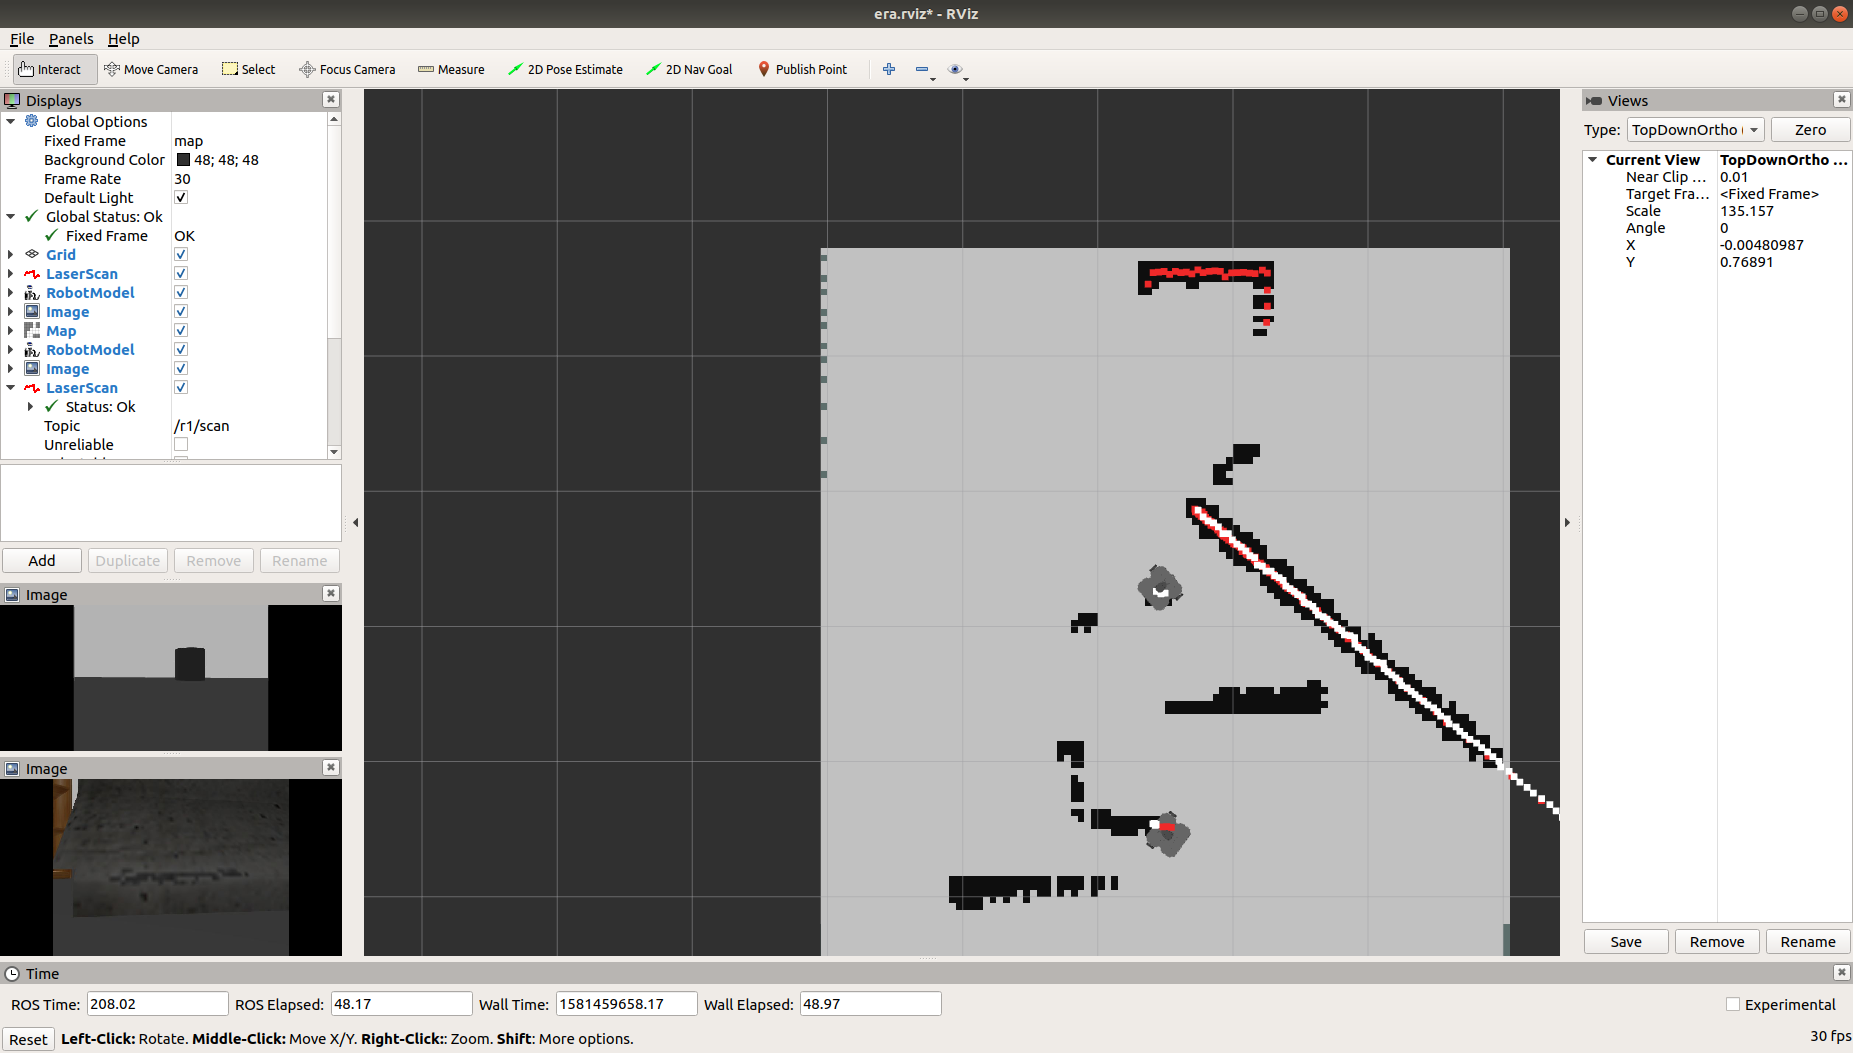 era.rviz* - RViz
File Panels Help
Interact Move Camera Select Focus Camera Measure 2D Pose Estimate 2D Nav Goal Publish Point
Displays
Global Options
Fixed Frame map
Background Color 48; 48; 48
Frame Rate 30
Default Light
Global Status: Ok
Fixed Frame OK
Grid
LaserScan
RobotModel
Image
Map
RobotModel
Image
LaserScan
Status: Ok
Topic /r1/scan
Unreliable
Add Duplicate Remove Rename
Image
Image
Views
Type: TopDownOrtho ( Zero
Current View TopDownOrtho ...
Near Clip ... 0.01
Target Fra... <Fixed Frame>
Scale 135.157
Angle 0
X -0.00480987
Y 0.76891
Save Remove Rename
Time
ROS Time: 208.02 ROS Elapsed: 48.17 Wall Time: 1581459658.17 Wall Elapsed: 48.97 Experimental
Reset Left-Click: Rotate. Middle-Click: Move X/Y. Right-Click:: Zoom. Shift: More options. 30 fps